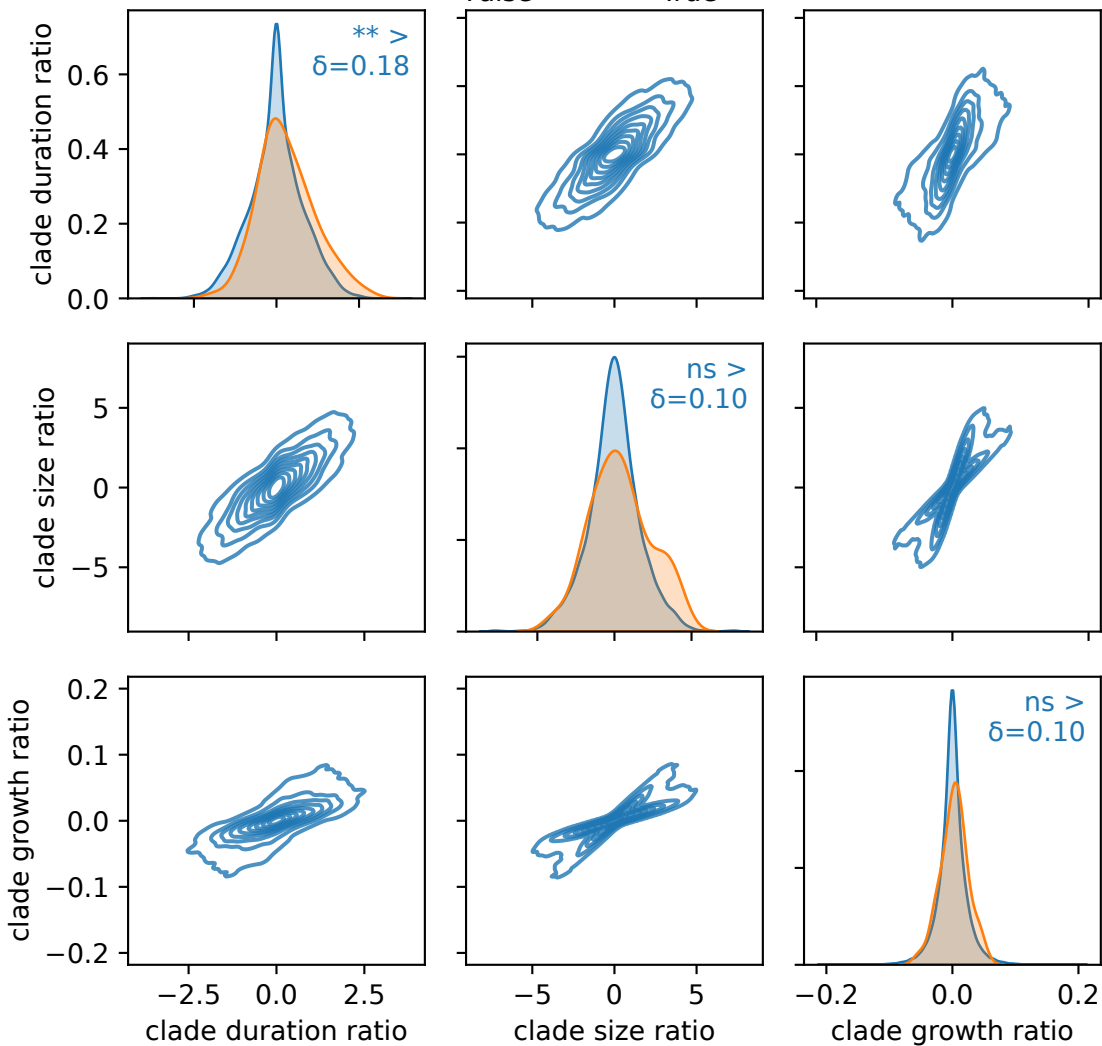 clade duration ratio
0.6
0.4
0.2
0.0
** >
δ=0.18
clade size ratio
5
0
−5
ns >
δ=0.10
clade growth ratio
0.2
0.1
0.0
−0.1
−0.2
ns >
δ=0.10
−2.5 0.0 2.5
−5 0 5
−0.2 0.0 0.2
clade duration ratio
clade size ratio
clade growth ratio